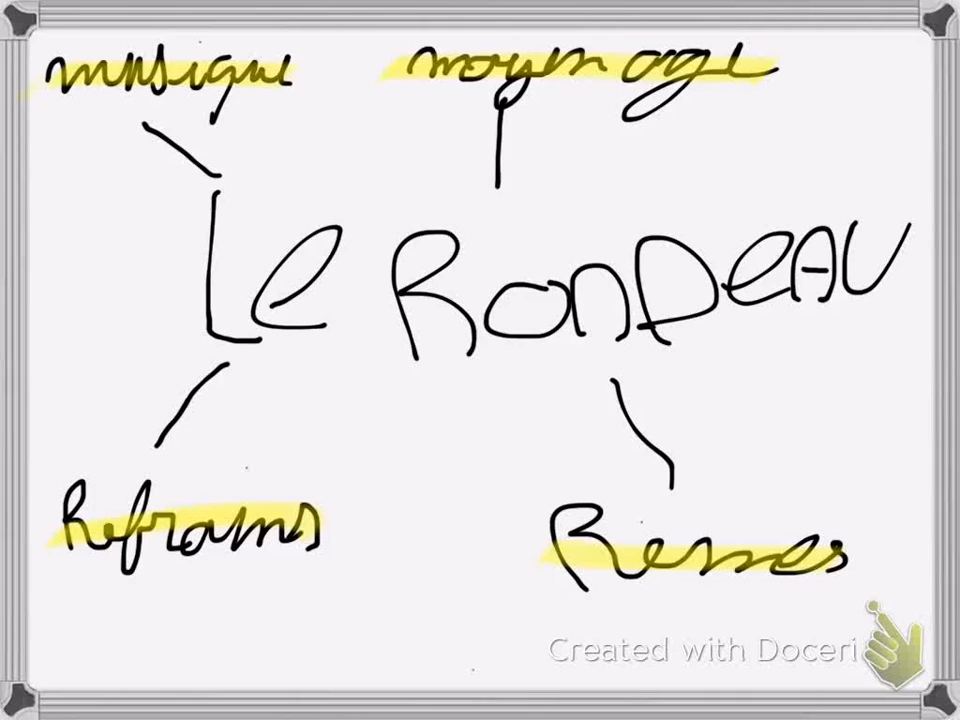 musique moyen age
Le RonDeAU
Refrains
Created with Doceri